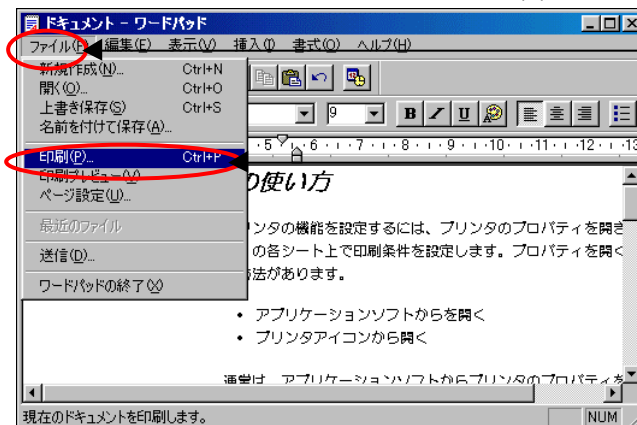 ドキュメント - ワードパッド
ファイル(F) 編集(E) 表示(V) 挿入(I) 書式(O) ヘルプ(H)
新規作成(N)... Ctrl+N
開く(O)... Ctrl+O
上書き保存(S) Ctrl+S
名前を付けて保存(A)...
印刷(P)... Ctrl+P
印刷プレビュー(V)
ページ設定(U)...
最近のファイル
送信(D)...
ワードパッドの終了(X)
9
B I U
5 6 7 8 9 10 11 12 13
の使い方
リンタの機能を設定するには、プリンタのプロパティを開き
の各シート上で印刷条件を設定します。プロパティを開く
法があります。
• アプリケーションソフトからを開く
• プリンタアイコンから開く
通常は、アプリケーションソフトからプリンタのプロパティを
現在のドキュメントを印刷します。
NUM